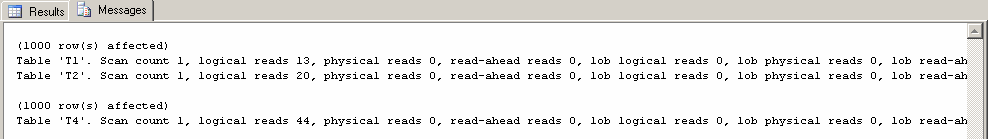 Results Messages
(1000 row(s) affected)
Table 'T1'. Scan count 1, logical reads 13, physical reads 0, read-ahead reads 0, lob logical reads 0, lob physical reads 0, lob read-ah
Table 'T2'. Scan count 1, logical reads 20, physical reads 0, read-ahead reads 0, lob logical reads 0, lob physical reads 0, lob read-ah
(1000 row(s) affected)
Table 'T4'. Scan count 1, logical reads 44, physical reads 0, read-ahead reads 0, lob logical reads 0, lob physical reads 0, lob read-ah